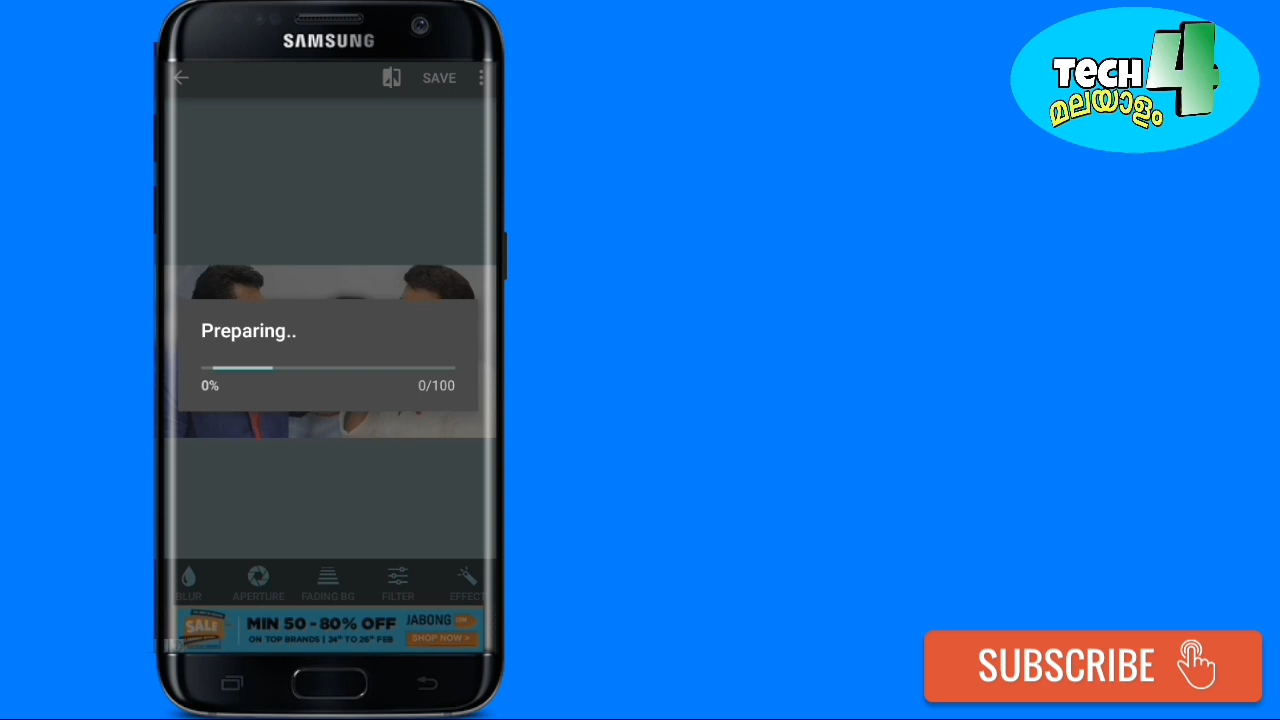 SAMSUNG
SAVE
Preparing..
0%
0/100
BLUR
APERTURE
FADING BG
FILTER
EFFECT
SALE
MIN 50 - 80% OFF
ON TOP BRANDS | 24TH TO 26TH FEB
JABONG
SHOP NOW >
TECH 4
മലയാളം
SUBSCRIBE